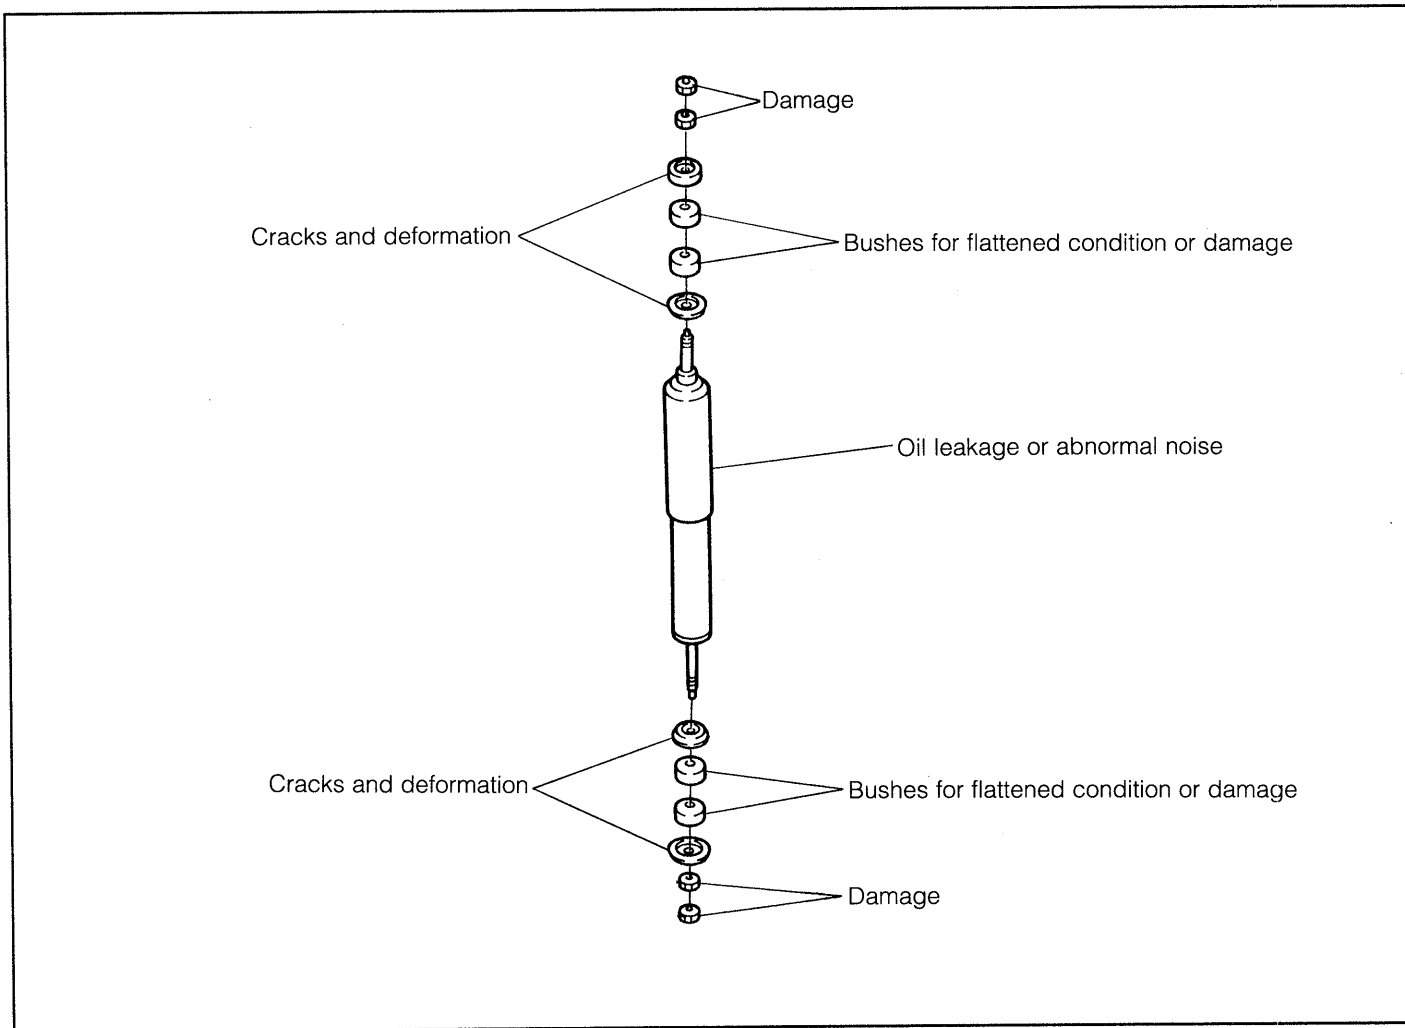 Damage
Cracks and deformation
Bushes for flattened condition or damage
Oil leakage or abnormal noise
Cracks and deformation
Bushes for flattened condition or damage
Damage